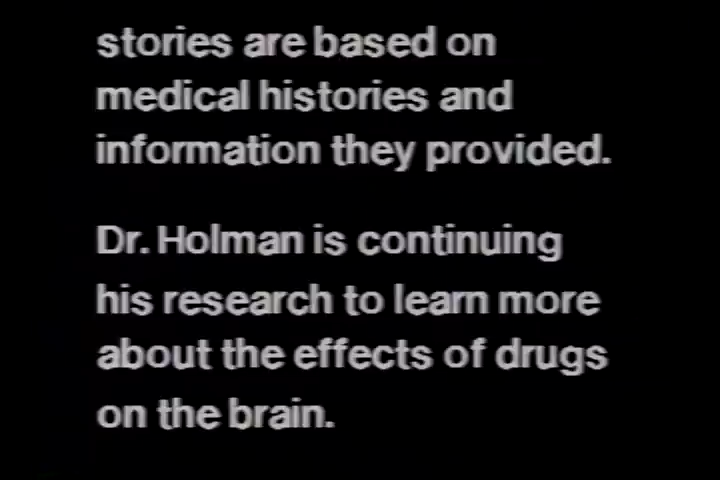 stories are based on
medical histories and
information they provided.
Dr. Holman is continuing
his research to learn more
about the effects of drugs
on the brain.